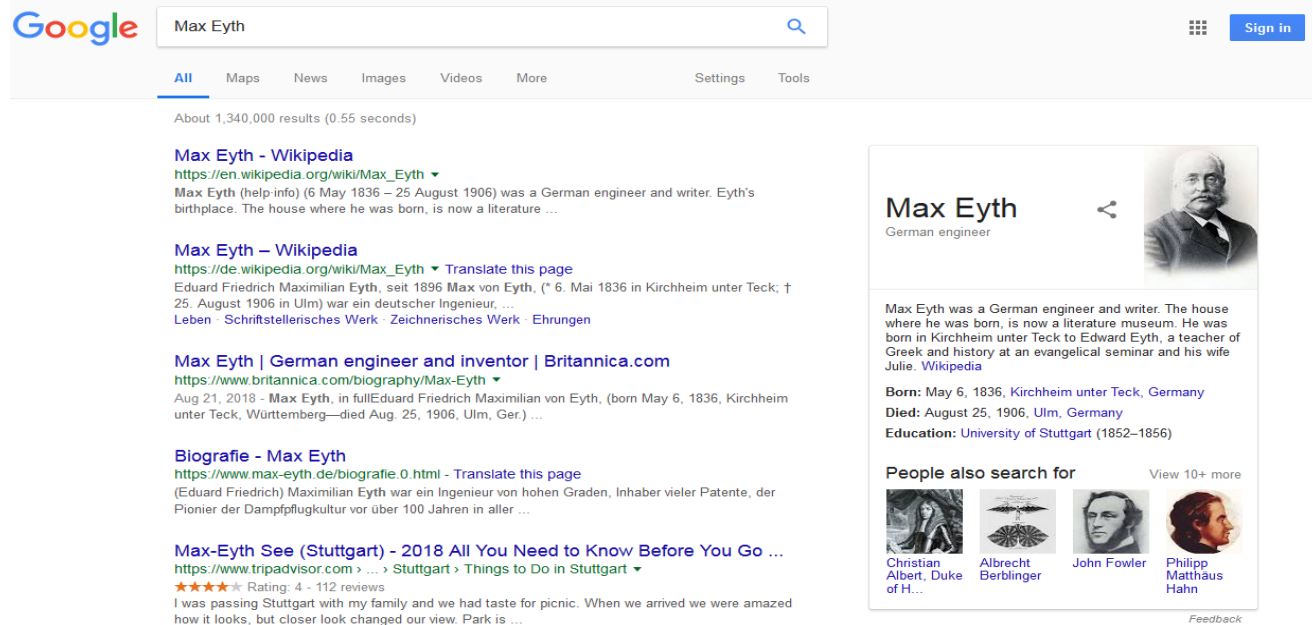 Google
Max Eyth
Sign in
All Maps News Images Videos More Settings Tools
About 1,340,000 results (0.55 seconds)
Max Eyth - Wikipedia
https://en.wikipedia.org/wiki/Max_Eyth
Max Eyth (help·info) (6 May 1836 – 25 August 1906) was a German engineer and writer. Eyth's
birthplace. The house where he was born, is now a literature ...
Max Eyth – Wikipedia
https://de.wikipedia.org/wiki/Max_Eyth Translate this page
Eduard Friedrich Maximilian Eyth, seit 1896 Max von Eyth, (* 6. Mai 1836 in Kirchheim unter Teck; †
25. August 1906 in Ulm) war ein deutscher Ingenieur, ...
Leben · Schriftstellerisches Werk · Zeichnerisches Werk · Ehrungen
Max Eyth | German engineer and inventor | Britannica.com
https://www.britannica.com/biography/Max-Eyth
Aug 21, 2018 - Max Eyth, in fullEduard Friedrich Maximilian von Eyth, (born May 6, 1836, Kirchheim
unter Teck, Württemberg—died Aug. 25, 1906, Ulm, Ger.) ...
Biografie - Max Eyth
https://www.max-eyth.de/biografie.0.html - Translate this page
(Eduard Friedrich) Maximilian Eyth war ein Ingenieur von hohen Graden, Inhaber vieler Patente, der
Pionier der Dampfpflugkultur vor über 100 Jahren in aller ...
Max-Eyth See (Stuttgart) - 2018 All You Need to Know Before You Go ...
https://www.tripadvisor.com › ... › Stuttgart › Things to Do in Stuttgart
Rating: 4 - 112 reviews
I was passing Stuttgart with my family and we had taste for picnic. When we arrived we were amazed
how it looks, but closer look changed our view. Park is ...
Max Eyth
German engineer
Max Eyth was a German engineer and writer. The house
where he was born, is now a literature museum. He was
born in Kirchheim unter Teck to Edward Eyth, a teacher of
Greek and history at an evangelical seminar and his wife
Julie. Wikipedia
Born: May 6, 1836, Kirchheim unter Teck, Germany
Died: August 25, 1906, Ulm, Germany
Education: University of Stuttgart (1852–1856)
People also search for View 10+ more
Christian
Albert, Duke
of H...
Albrecht
Berblinger
John Fowler
Philipp
Matthäus
Hahn
Feedback